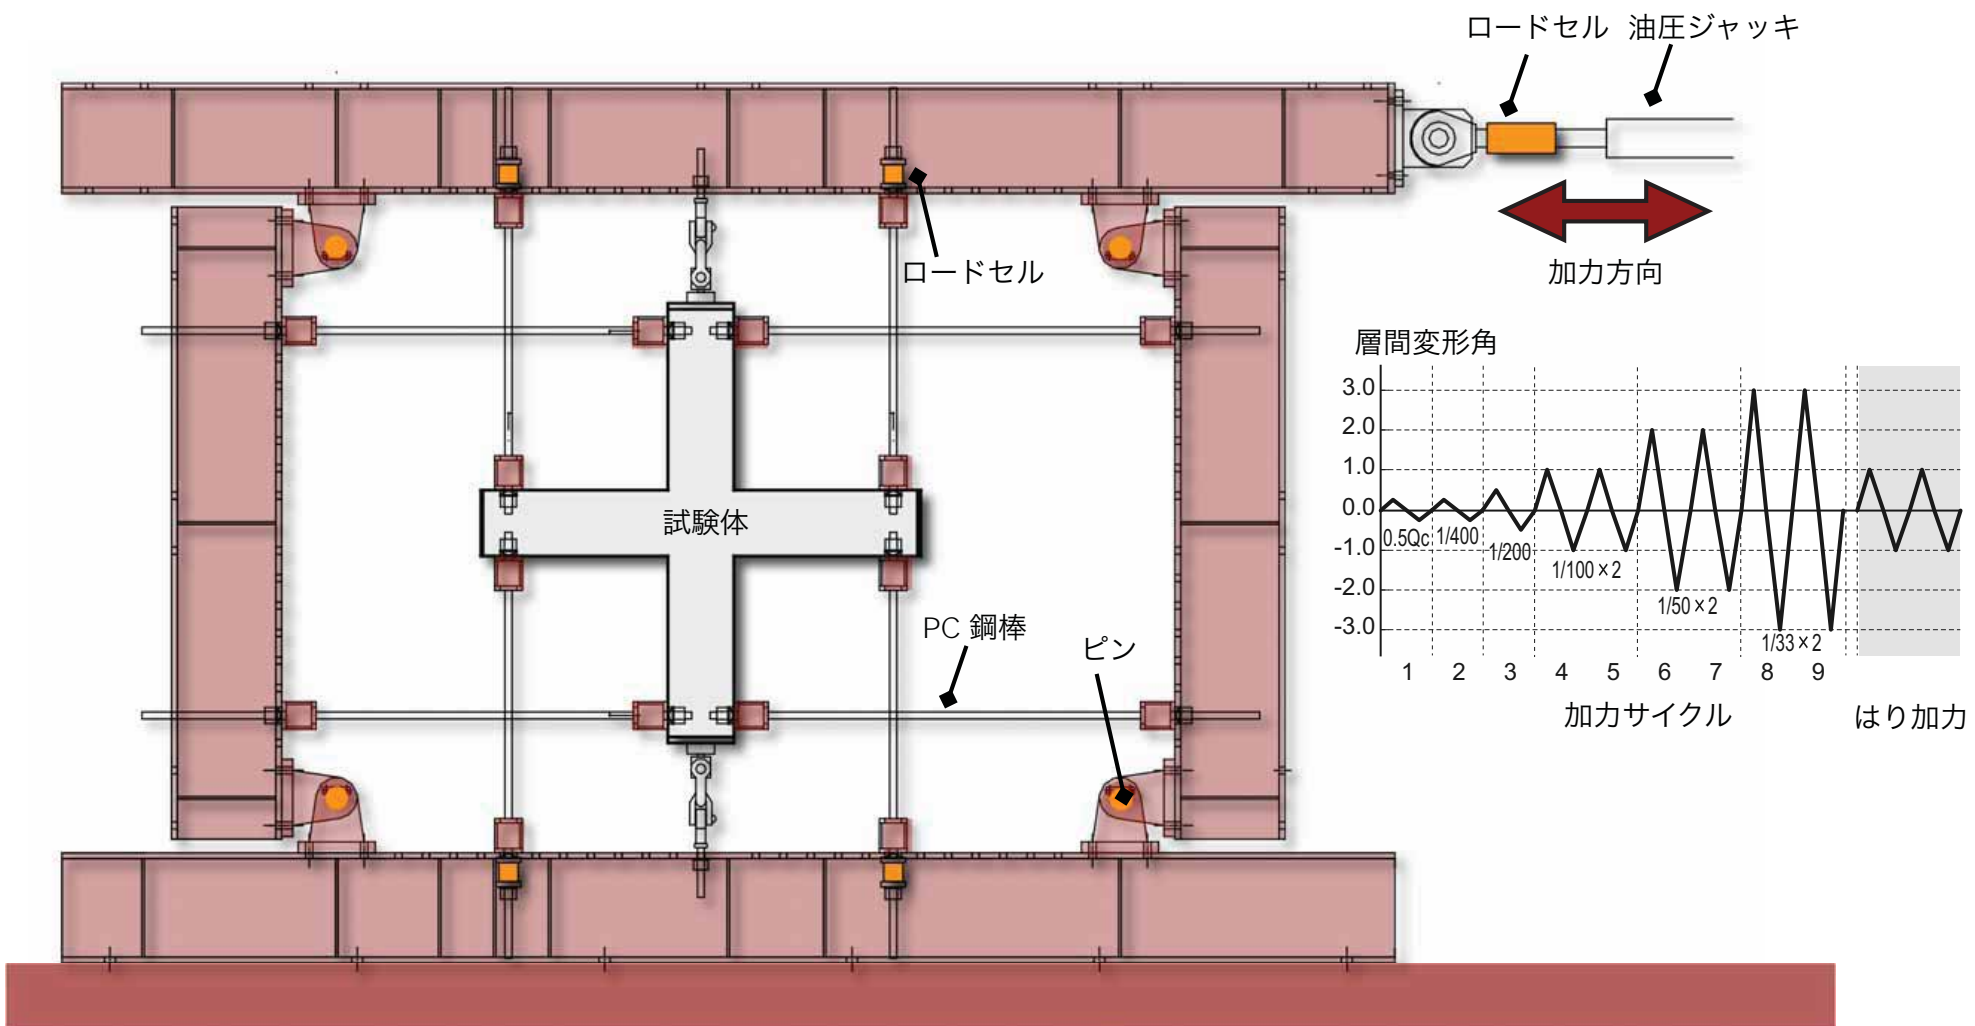 ロードセル 油圧ジャッキ
ロードセル
加力方向
試験体
PC 鋼棒
ピン
層間変形角
3.0
2.0
1.0
0.0
-1.0
-2.0
-3.0
0.5Qc 1/400 1/200
1/100×2
1/50×2
1/33×2
1 2 3 4 5 6 7 8 9
加力サイクル はり加力